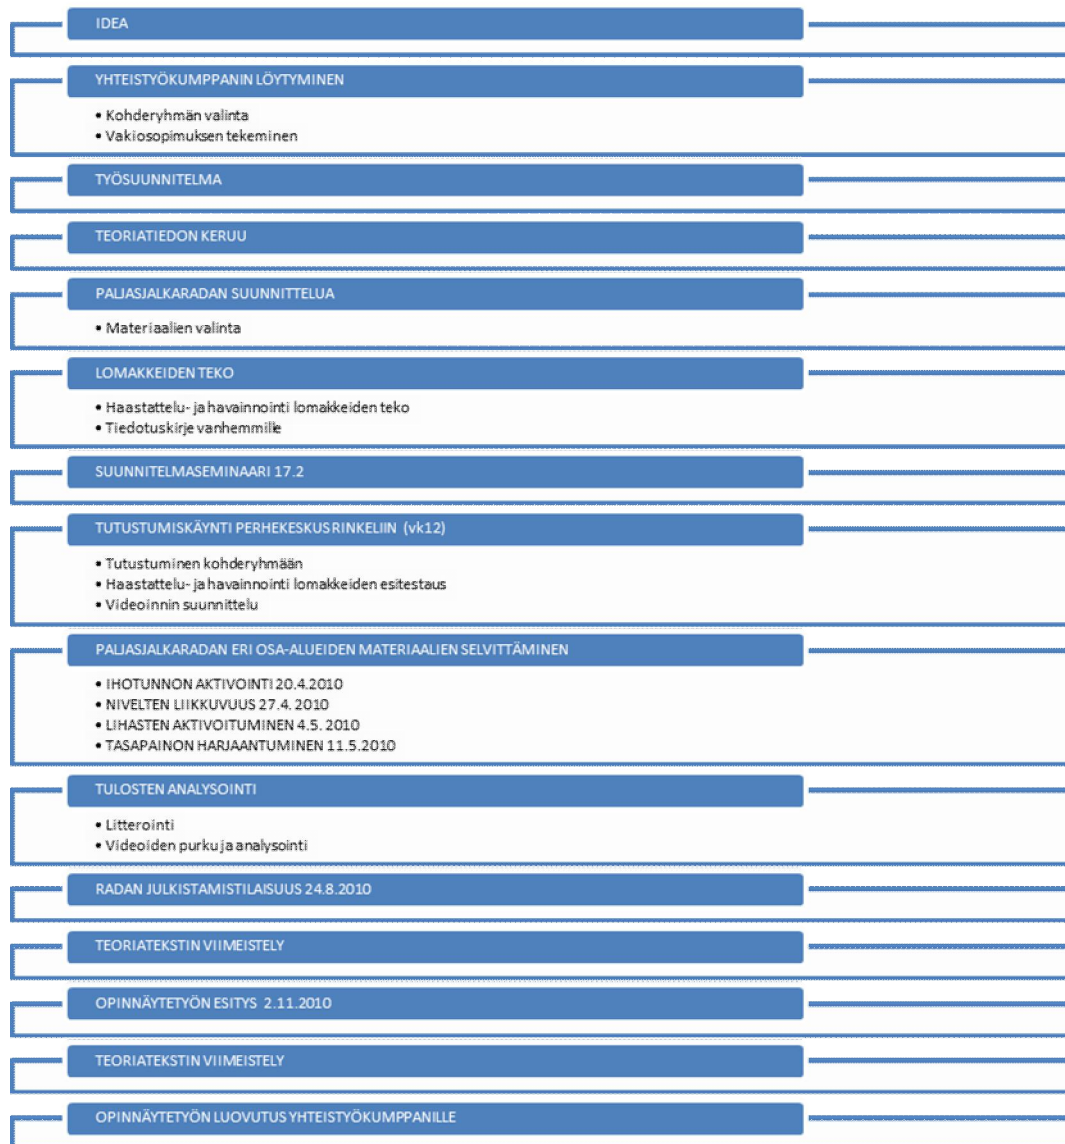 IDEA
YHTEISTYÖKUMPPANIN LÖYTYMINEN
• Kohderyhmän valinta
• Vakiosopimuksen tekeminen
TYÖSUUNNITELMA
TEORIATIEDON KERUU
PALJASJALKARADAN SUUNNITTELUA
• Materiaalien valinta
LOMAKKEIDEN TEKO
• Haastattelu- ja havainnointi lomakkeiden teko
• Tiedotuskirje vanhemmille
SUUNNITELMASEMINAARI 17.2
TUTUSTUMISKÄYNTI PERHEKESKUS RINKELIIN (vk12)
• Tutustuminen kohderyhmään
• Haastattelu- ja havainnointi lomakkeiden esitestaus
• Videoinnin suunnittelu
PALJASJALKARADAN ERI OSA-ALUEIDEN MATERIAALIEN SELVITTÄMINEN
• IHOTUNNON AKTIVOINTI 20.4.2010
• NIVELTEN LIIKKUVUUS 27.4. 2010
• LIHASTEN AKTIVOITUMINEN 4.5. 2010
• TASAPAINON HARJAANTUMINEN 11.5.2010
TULOSTEN ANALYSOINTI
• Litterointi
• Videoiden purku ja analysointi
RADAN JULKISTAMISTILAISUUS 24.8.2010
TEORIATEKSTIN VIIMEISTELY
OPINNÄYTETYÖN ESITYS 2.11.2010
TEORIATEKSTIN VIIMEISTELY
OPINNÄYTETYÖN LUOVUTUS YHTEISTYÖKUMPPANILLE